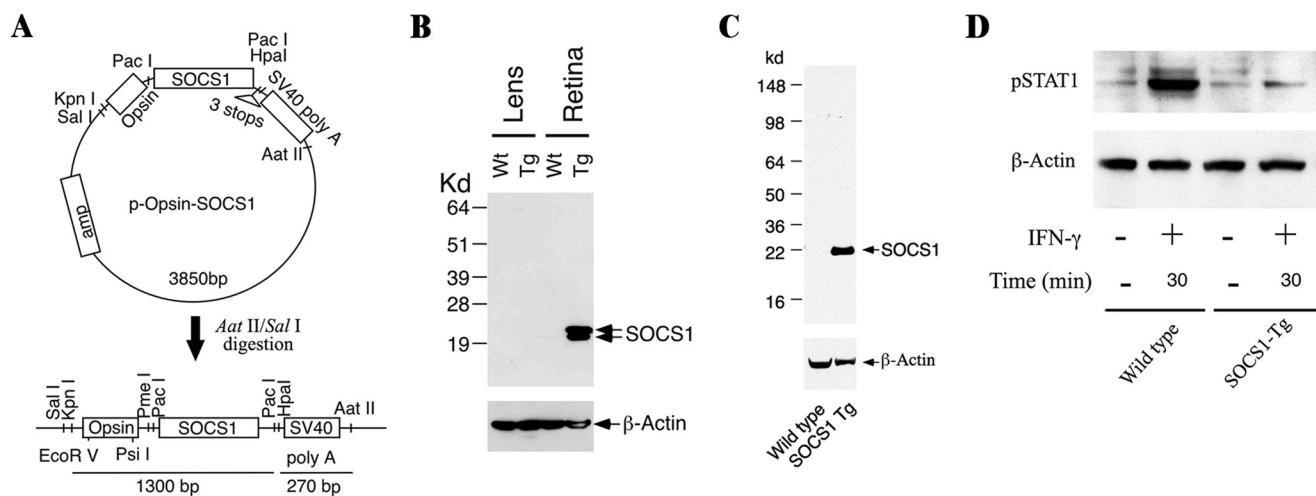 A
Pac I
Pac I
HpaI
SOCS1
Kpn I
Sal I
Opsin
3 stops
SV40 poly A
Aat II
amp
p-Opsin-SOCS1
3850bp
Aat II/Sal I
digestion
Sal I
Kpn I
Pme I
Pac I
Pac I
HpaI
Aat II
Opsin
SOCS1
SV40
EcoR V
Psi I
poly A
1300 bp
270 bp
B
Lens
Retina
Wt
Tg
Wt
Tg
Kd
64
51
39
28
19
SOCS1
β-Actin
C
kd
148
98
64
50
36
22
16
SOCS1
β-Actin
Wild type
SOCS1 Tg
D
pSTAT1
β-Actin
IFN-γ - + - +
Time (min) - 30 - 30
Wild type
SOCS1-Tg